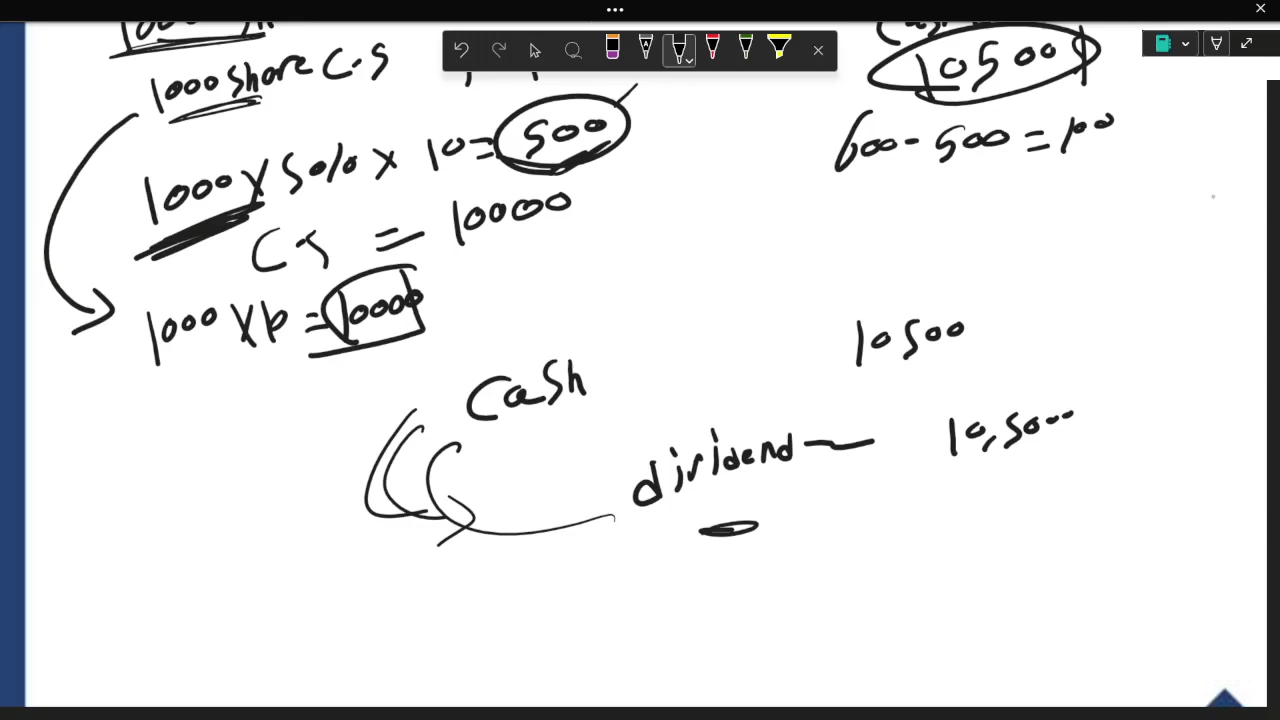 1000 share C.S
1000 x 5% x 10 = 500
CS = 10000
1000 x 10 = 10000
10500
600 - 500 = 100
cash
10500
dividend — 10,5000